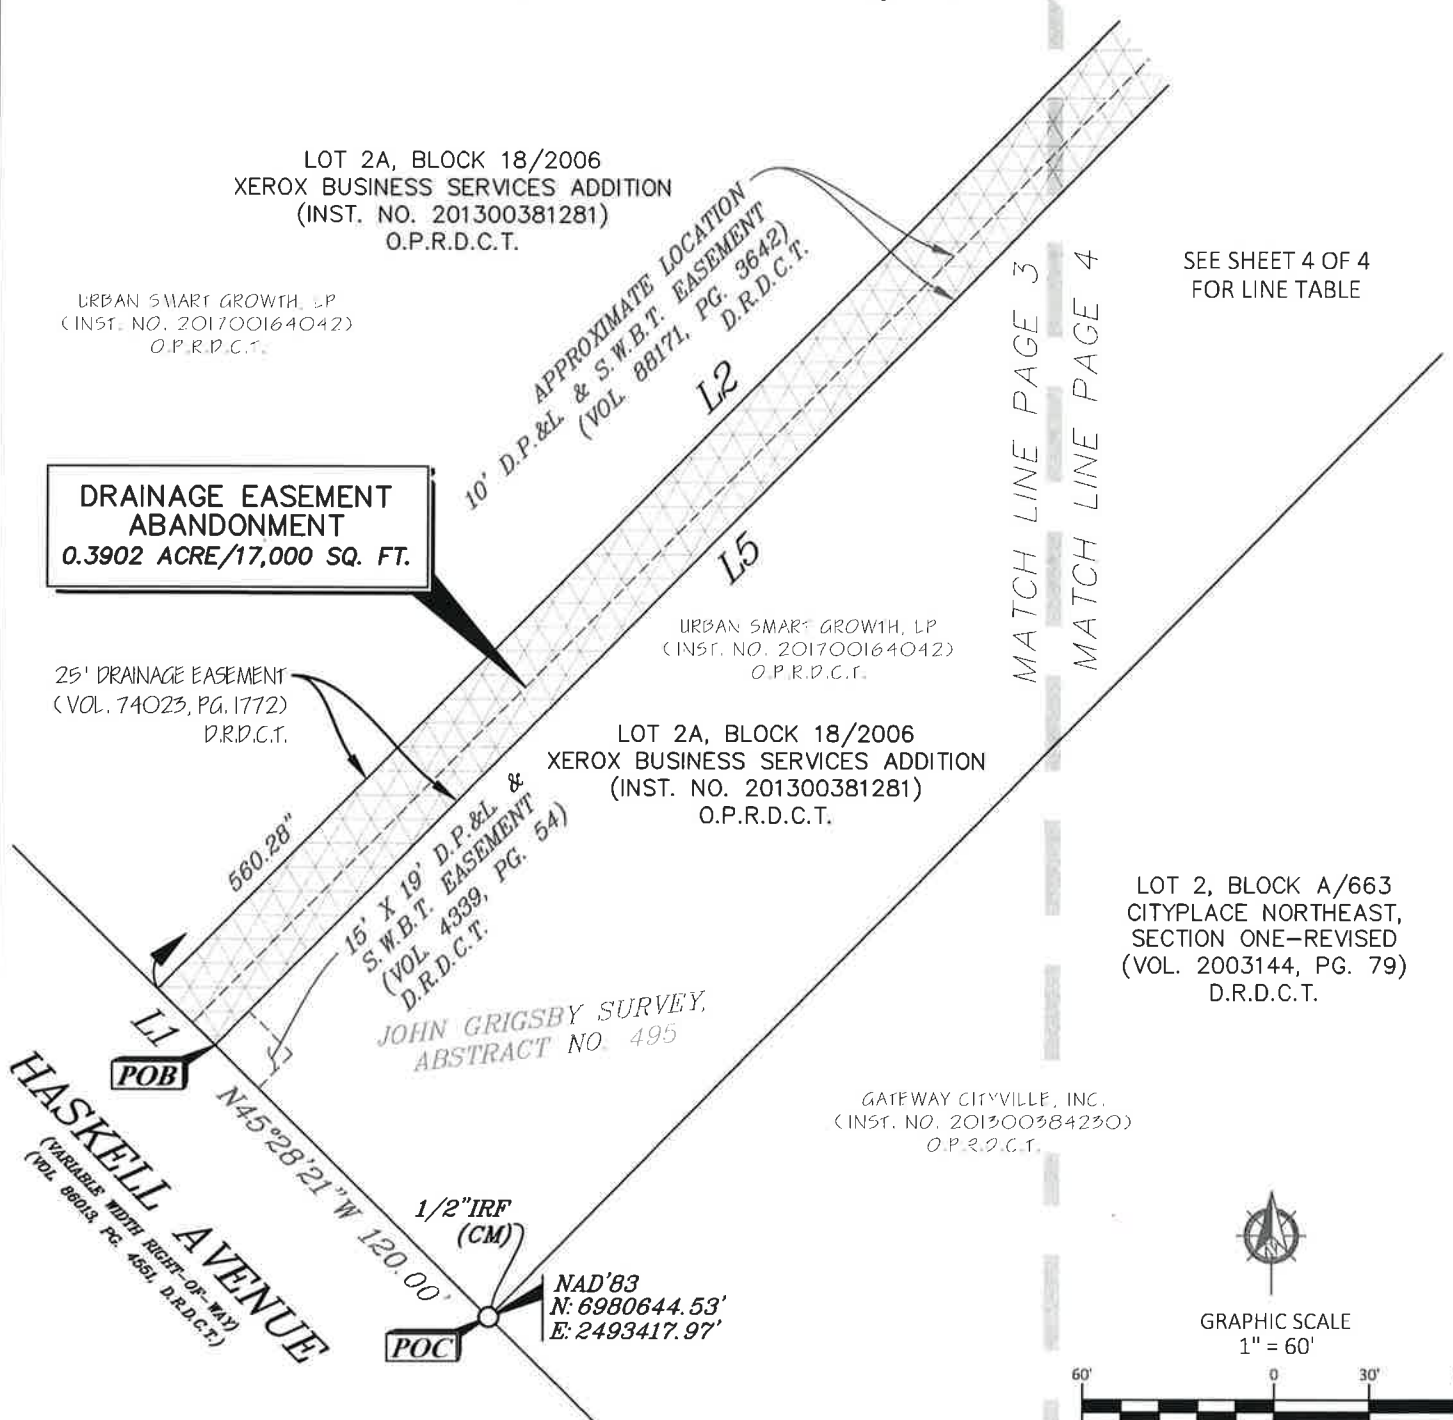 LOT 2A, BLOCK 18/2006
XEROX BUSINESS SERVICES ADDITION
(INST. NO. 201300381281)
O.P.R.D.C.T.
URBAN SMART GROWTH, LP
(INST. NO. 201700164042)
O.P.R.D.C.T.
APPROXIMATE LOCATION
10' D.P.&L. & S.W.B.T. EASEMENT
(VOL. 88171, PG. 3642)
D.R.D.C.T.
SEE SHEET 4 OF 4
FOR LINE TABLE
MATCH LINE PAGE 3
MATCH LINE PAGE 4
L2
L5
DRAINAGE EASEMENT
ABANDONMENT
0.3902 ACRE/17,000 SQ. FT.
25' DRAINAGE EASEMENT
(VOL. 74023, PG. 1772)
D.R.D.C.T.
URBAN SMART GROWTH, LP
(INST. NO. 201700164042)
O.P.R.D.C.T.
LOT 2A, BLOCK 18/2006
XEROX BUSINESS SERVICES ADDITION
(INST. NO. 201300381281)
O.P.R.D.C.T.
560.28"
15' X 19' D.P.&L. &
S.W.B.T. EASEMENT
(VOL. 4339, PG. 54)
D.R.D.C.T.
LOT 2, BLOCK A/663
CITYPLACE NORTHEAST,
SECTION ONE-REVISED
(VOL. 2003144, PG. 79)
D.R.D.C.T.
JOHN GRIGSBY SURVEY,
ABSTRACT NO. 495
L1
POB
HASKELL AVENUE
(VARIABLE WIDTH RIGHT-OF-WAY)
(VOL. 86013, PG. 4551, D.R.D.C.T.)
N45°28'21"W 120.00'
GATEWAY CITYVILLE, INC.
(INST. NO. 201300384230)
O.P.R.D.C.T.
1/2"IRF
(CM)
NAD'83
N: 6980644.53'
E: 2493417.97'
POC
N
GRAPHIC SCALE
1" = 60'
60' 0 30'